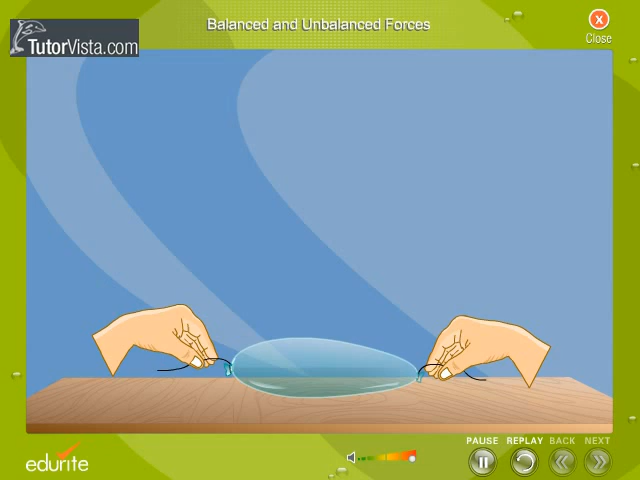 Balanced and Unbalanced Forces
TutorVista.com
Close
PAUSE REPLAY BACK NEXT
edurite